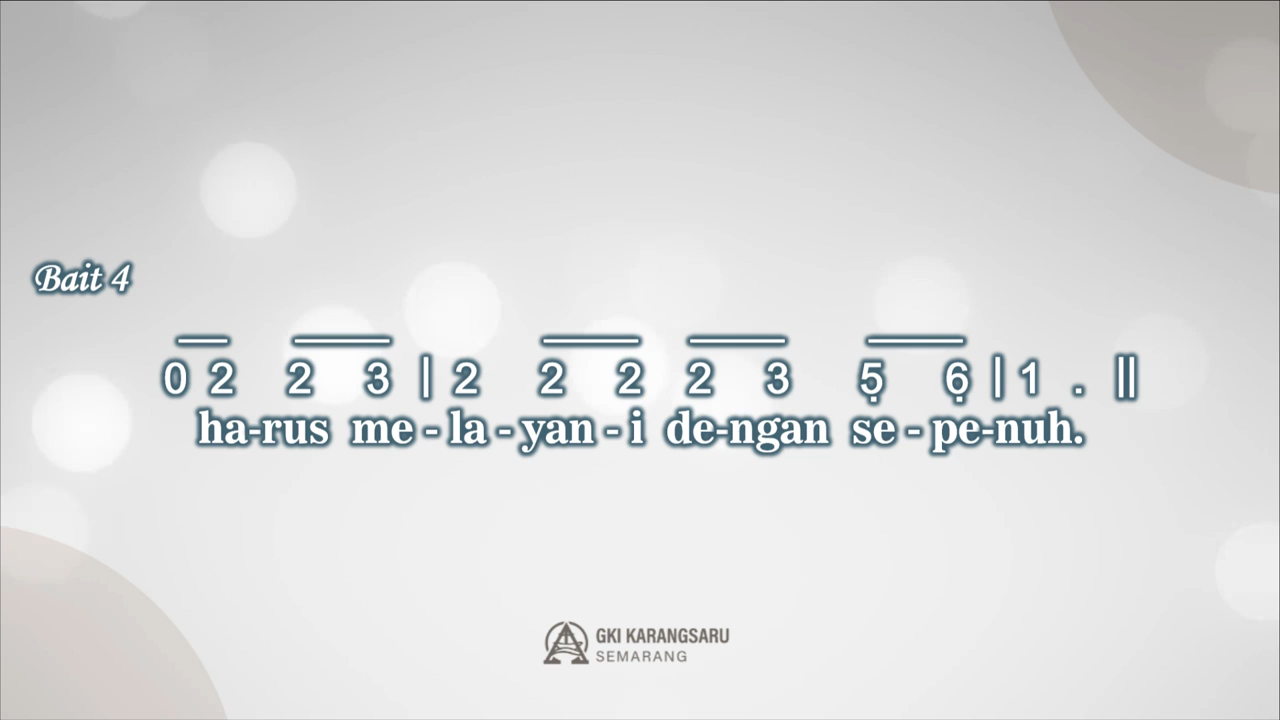 Bait 4
0 2 2 3 | 2 2 2 2 3 5̣ 6̣ | 1 . ||
ha-rus me - la - yan - i de-ngan se - pe-nuh.
GKI KARANGSARU
SEMARANG